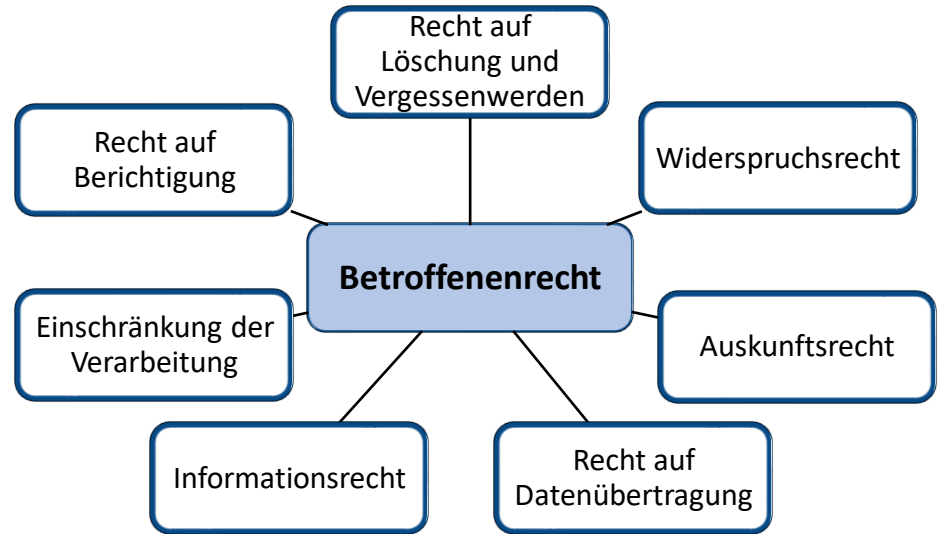 Recht auf
Löschung und
Vergessenwerden
Recht auf
Berichtigung
Widerspruchsrecht
Betroffenenrecht
Einschränkung der
Verarbeitung
Auskunftsrecht
Informationsrecht
Recht auf
Datenübertragung